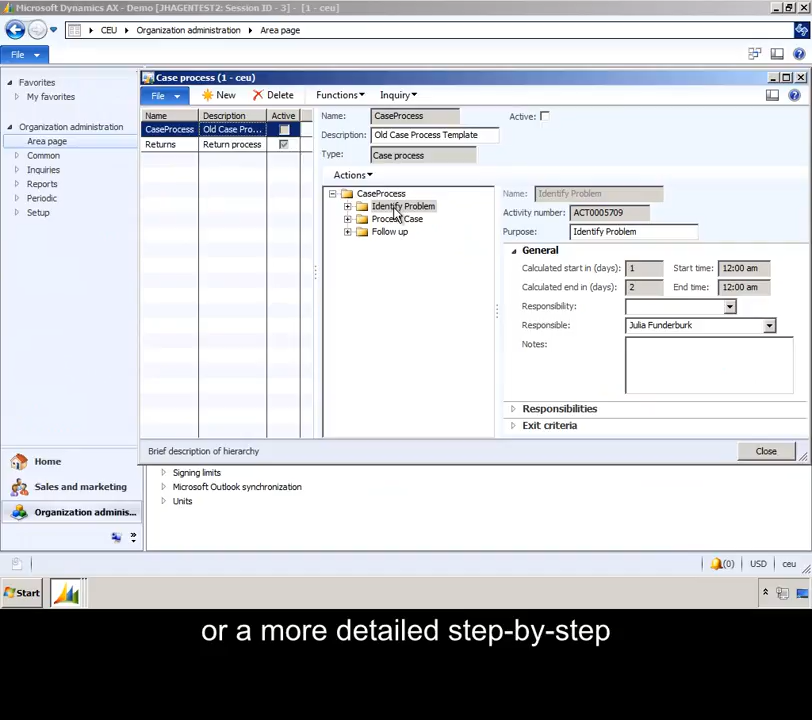 Microsoft Dynamics AX - Demo [JHAGENTEST2: Session ID - 3] - [1 - ceu]
CEU
Organization administration
Area page
File
Case process (1 - ceu)
File
New
Delete
Functions
Inquiry
Favorites
My favorites
Organization administration
Area page
Common
Inquiries
Reports
Periodic
Setup
Name
Description
Active
CaseProcess
Old Case Pro...
Returns
Return process
Name:
CaseProcess
Active:
Description:
Old Case Process Template
Type:
Case process
Actions
CaseProcess
Identify Problem
Process Case
Follow up
Name:
Identify Problem
Activity number:
ACT0005709
Purpose:
Identify Problem
General
Calculated start in (days):
1
Start time:
12:00 am
Calculated end in (days):
2
End time:
12:00 am
Responsibility:
Responsible:
Julia Funderburk
Notes:
Responsibilities
Exit criteria
Brief description of hierarchy
Close
Home
Sales and marketing
Organization adminis...
Signing limits
Microsoft Outlook synchronization
Units
(0)
USD
ceu
Start
or a more detailed step-by-step